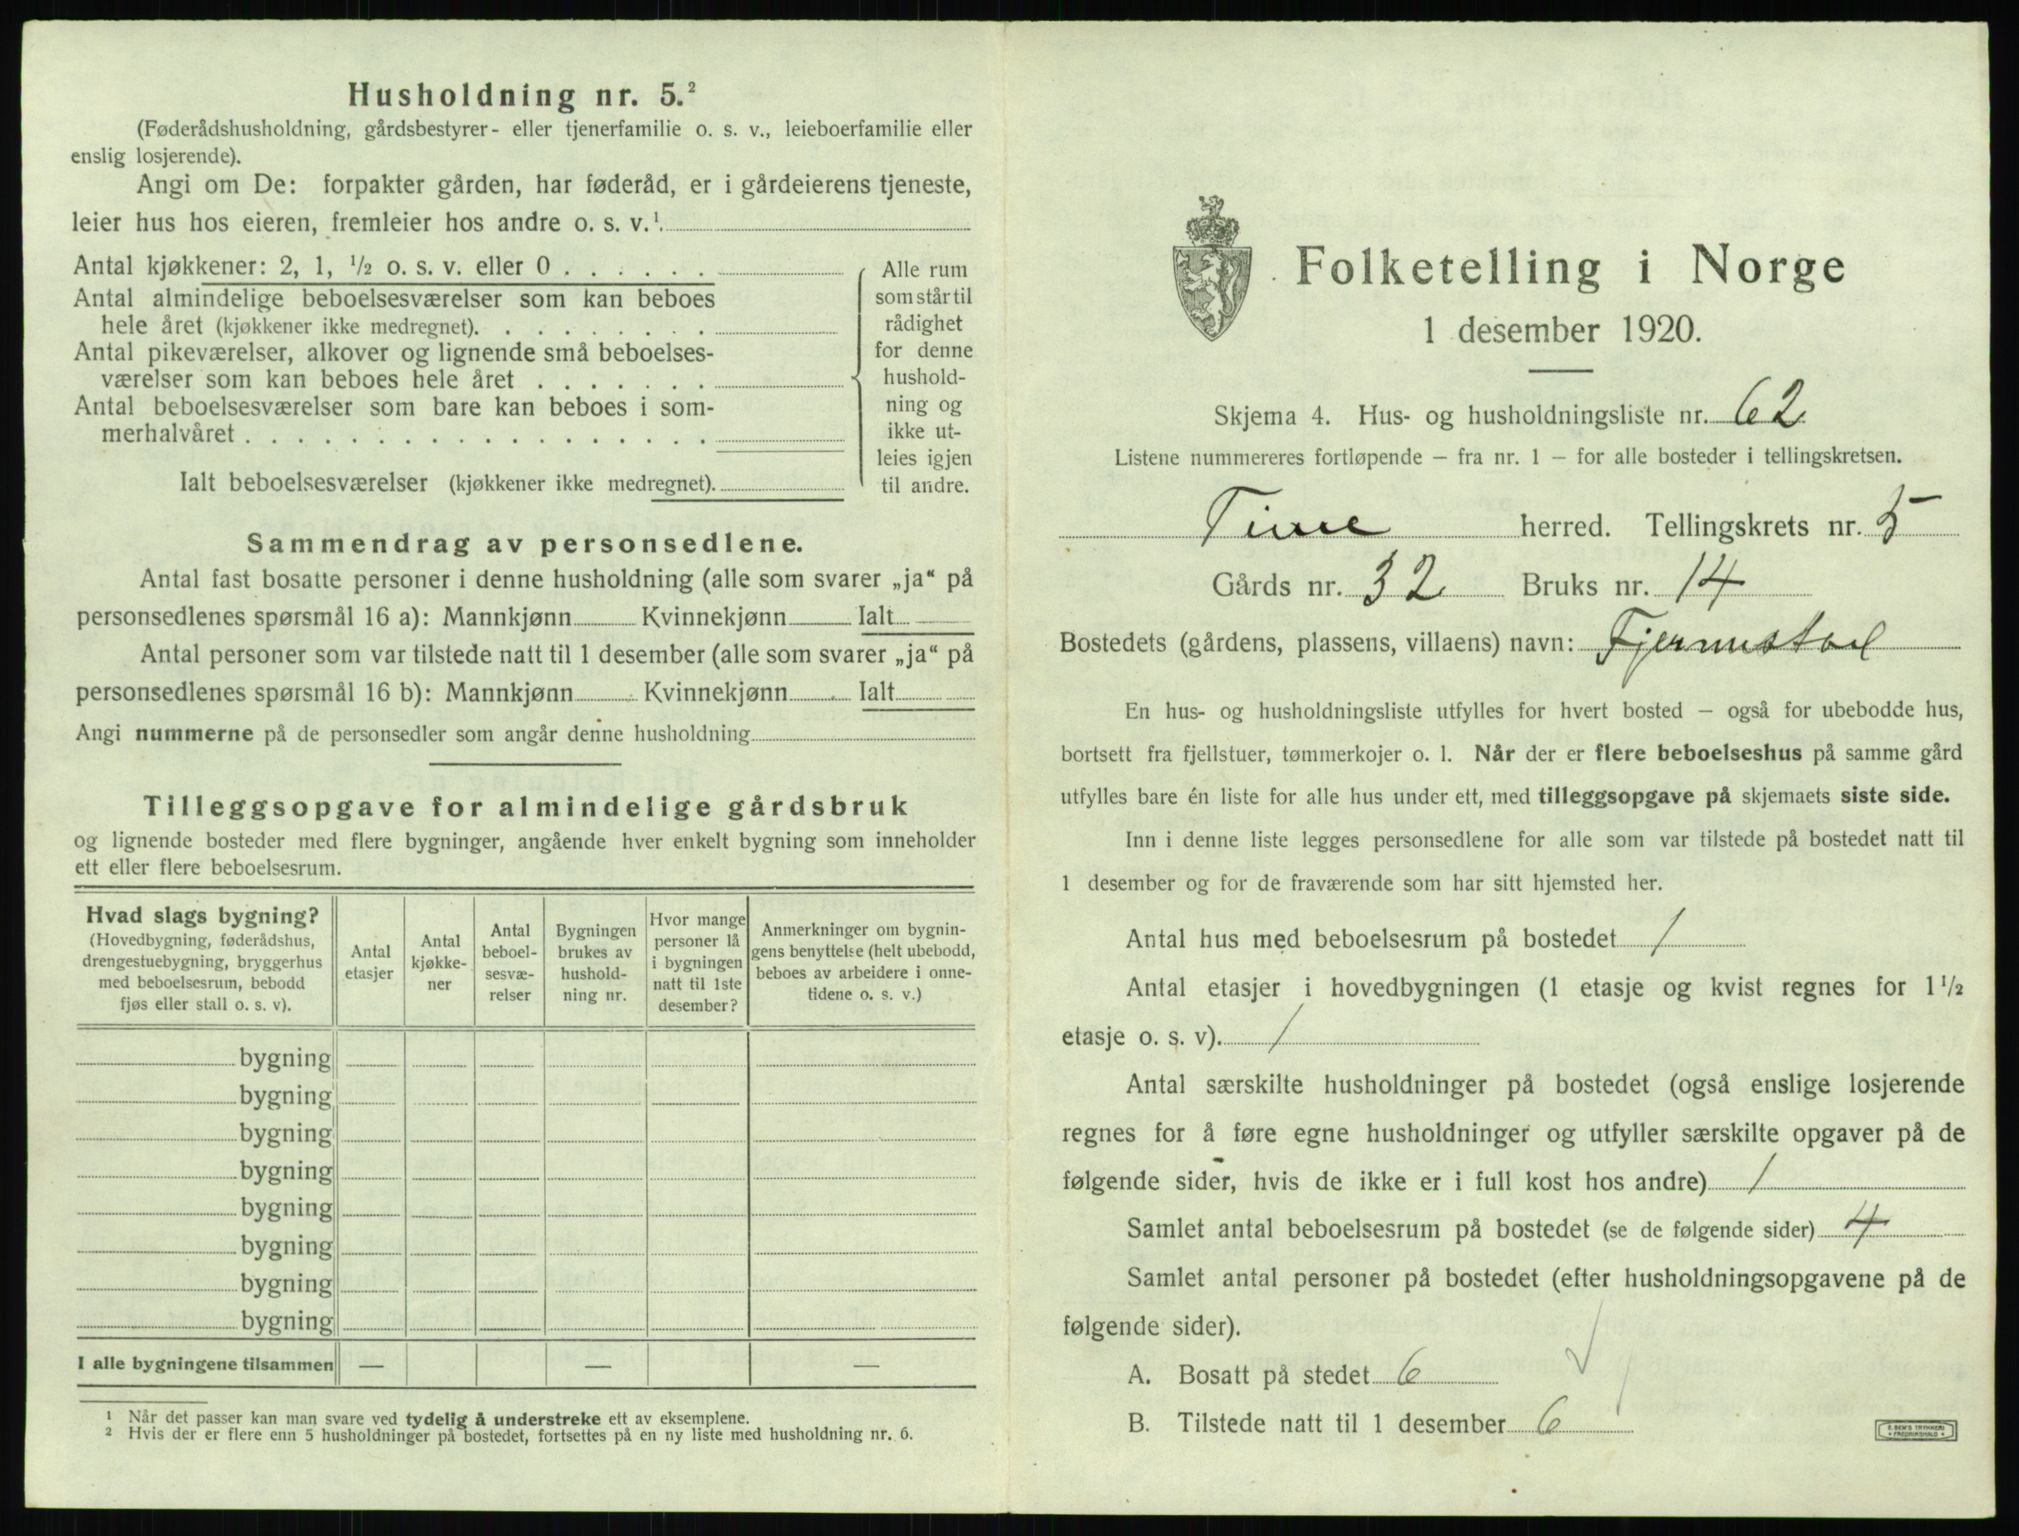 Husholdning nr. 5.²
(Føderådshusholdning, gårdsbestyrer- eller tjenerfamilie o. s. v., leieboerfamilie eller
enslig losjerende).
Angi om De: forpakter gården, har føderåd, er i gårdeierens tjeneste,
leier hus hos eieren, fremleier hos andre o. s. v.¹
Antal kjøkkener: 2, 1, ½ o. s. v. eller 0 . . . . . .
Antal almindelige beboelsesværelser som kan beboes
hele året (kjøkkener ikke medregnet). . . . . . . . .
Antal pikeværelser, alkover og lignende små beboelses-
værelser som kan beboes hele året . . . . . . .
Antal beboelsesværelser som bare kan beboes i som-
merhalvåret . . . . . . . . . . . . . . . . . .
Ialt beboelsesværelser (kjøkkener ikke medregnet).
Alle rum
som står til
rådighet
for denne
hushold-
ning og
ikke ut-
leies igjen
til andre.
Sammendrag av personsedlene.
Antal fast bosatte personer i denne husholdning (alle som svarer „ja“ på
personsedlenes spørsmål 16 a): Mannkjønn Kvinnekjønn Ialt
Antal personer som var tilstede natt til 1 desember (alle som svarer „ja“ på
personsedlenes spørsmål 16 b): Mannkjønn Kvinnekjønn Ialt
Angi nummerne på de personsedler som angår denne husholdning
Tilleggsopgave for almindelige gårdsbruk
og lignende bosteder med flere bygninger, angående hver enkelt bygning som inneholder
ett eller flere beboelsesrum.
Hvad slags bygning?
(Hovedbygning, føderådshus,
drengestuebygning, bryggerhus
med beboelsesrum, bebodd
fjøs eller stall o. s. v).
Antal
etasjer
Antal
kjøkke-
ner
Antal
beboel-
sesvæ-
relser
Bygningen
brukes av
hushold-
ning nr.
Hvor mange
personer lå
i bygningen
natt til 1ste
desember?
Anmerkninger om bygnin-
gens benyttelse (helt ubebodd,
beboes av arbeidere i onne-
tidene o. s. v.)
bygning
bygning
bygning
bygning
bygning
bygning
bygning
bygning
I alle bygningene tilsammen — — —
¹ Når det passer kan man svare ved tydelig å understreke ett av eksemplene.
² Hvis der er flere enn 5 husholdninger på bostedet, fortsettes på en ny liste med husholdning nr. 6.
Folketelling i Norge
1 desember 1920.
Skjema 4. Hus- og husholdningsliste nr. 62
Listene nummereres fortløpende – fra nr. 1 – for alle bosteder i tellingskretsen.
Time herred. Tellingskrets nr. 5
Gårds nr. 32 Bruks nr. 14
Bostedets (gårdens, plassens, villaens) navn: Fjermestad
En hus- og husholdningsliste utfylles for hvert bosted – også for ubebodde hus,
bortsett fra fjellstuer, tømmerkojer o. l. Når der er flere beboelseshus på samme gård
utfylles bare én liste for alle hus under ett, med tilleggsopgave på skjemaets siste side.
Inn i denne liste legges personsedlene for alle som var tilstede på bostedet natt til
1 desember og for de fraværende som har sitt hjemsted her.
Antal hus med beboelsesrum på bostedet 1
Antal etasjer i hovedbygningen (1 etasje og kvist regnes for 1½
etasje o. s. v). 1
Antal særskilte husholdninger på bostedet (også enslige losjerende
regnes for å føre egne husholdninger og utfyller særskilte opgaver på de
følgende sider, hvis de ikke er i full kost hos andre) 1
Samlet antal beboelsesrum på bostedet (se de følgende sider) 4
Samlet antal personer på bostedet (efter husholdningsopgavene på de
følgende sider).
A. Bosatt på stedet 6
B. Tilstede natt til 1 desember 6